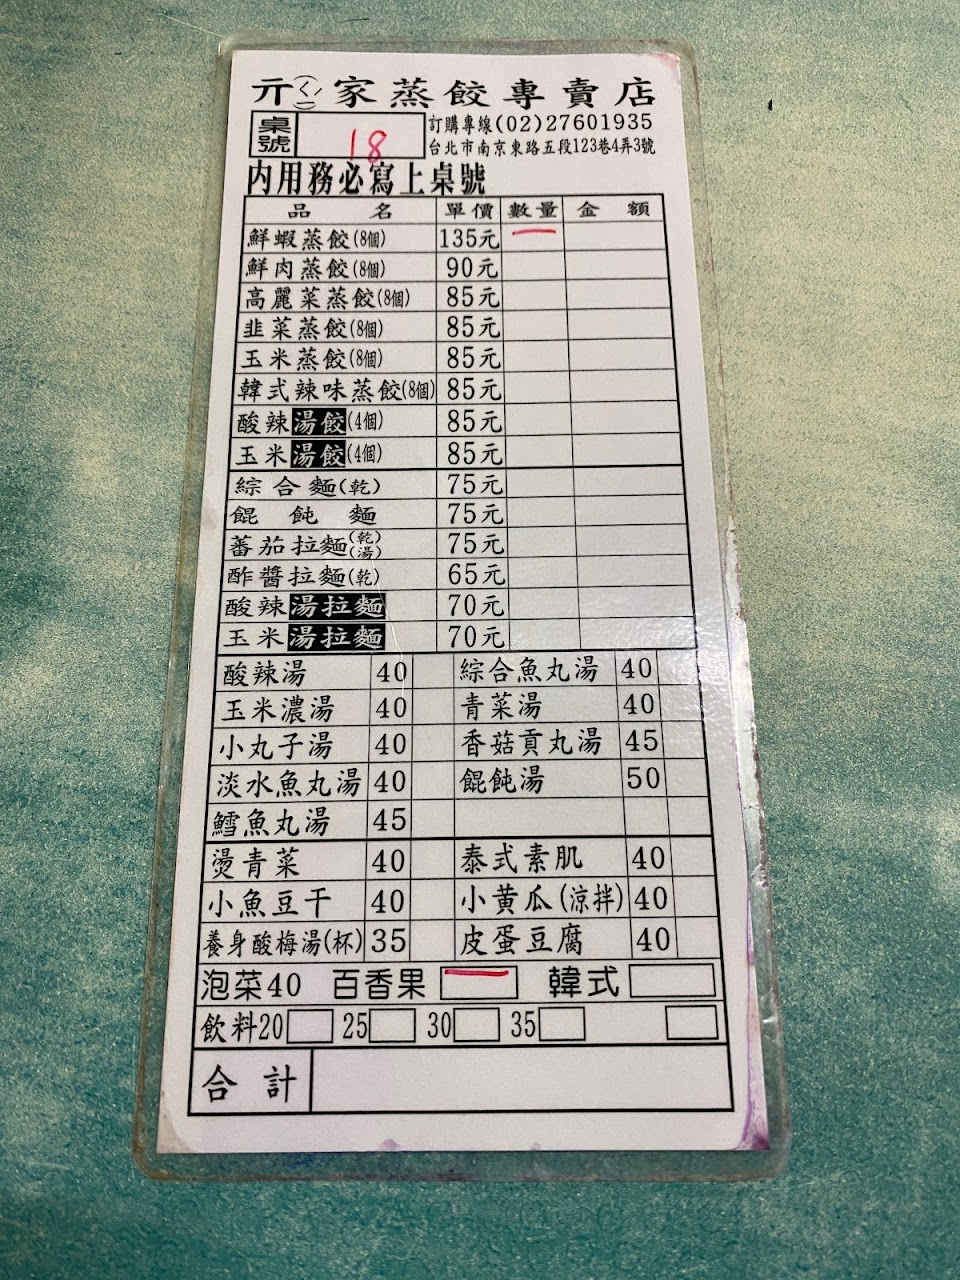 亓(ㄑㄧˊ)家蒸餃專賣店
桌號 18 訂購專線(02)27601935
台北市南京東路五段123巷4弄3號
內用務必寫上桌號
品名 單價 數量 金額
鮮蝦蒸餃(8個) 135元 一
鮮肉蒸餃(8個) 90元
高麗菜蒸餃(8個) 85元
韭菜蒸餃(8個) 85元
玉米蒸餃(8個) 85元
韓式辣味蒸餃(8個) 85元
酸辣湯餃(4個) 85元
玉米湯餃(4個) 85元
綜合麵(乾) 75元
餛飩麵 75元
蕃茄拉麵(乾)(湯) 75元
酢醬拉麵(乾) 65元
酸辣湯拉麵 70元
玉米湯拉麵 70元
酸辣湯 40 綜合魚丸湯 40
玉米濃湯 40 青菜湯 40
小丸子湯 40 香菇貢丸湯 45
淡水魚丸湯 40 餛飩湯 50
鱈魚丸湯 45
燙青菜 40 泰式素肌 40
小魚豆干 40 小黃瓜(涼拌) 40
養身酸梅湯(杯) 35 皮蛋豆腐 40
泡菜40 百香果 一 韓式
飲料20 25 30 35
合計